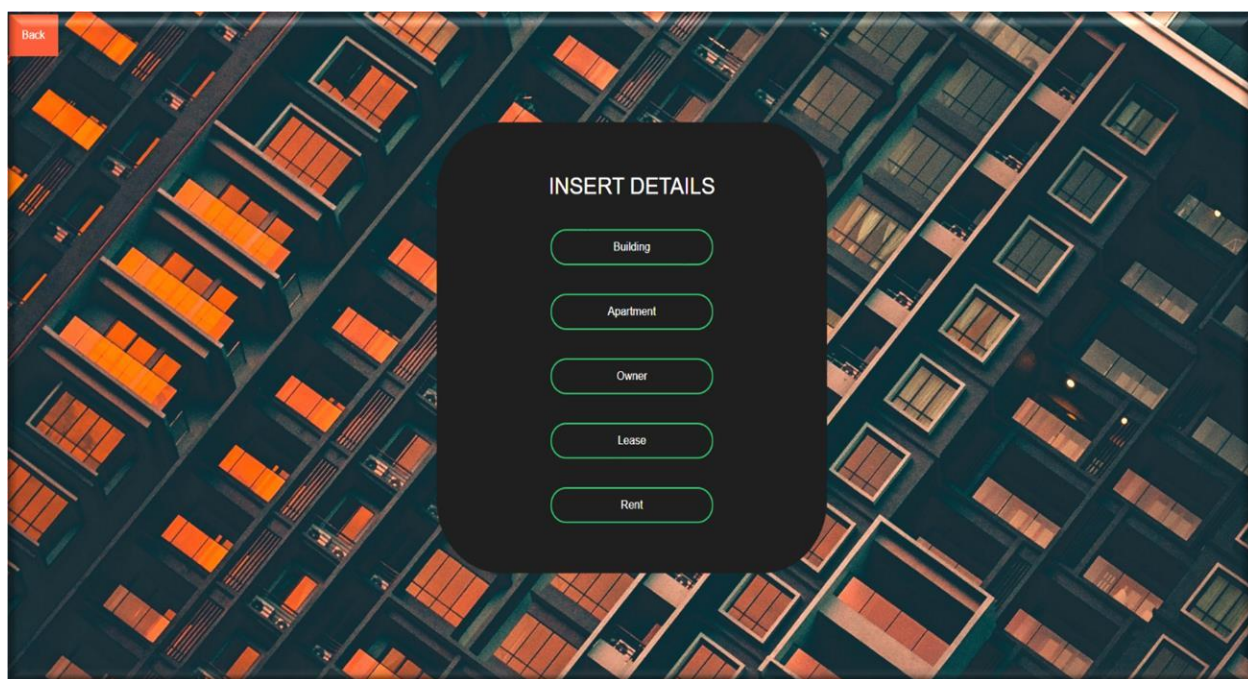 Back
INSERT DETAILS
Building
Apartment
Owner
Lease
Rent